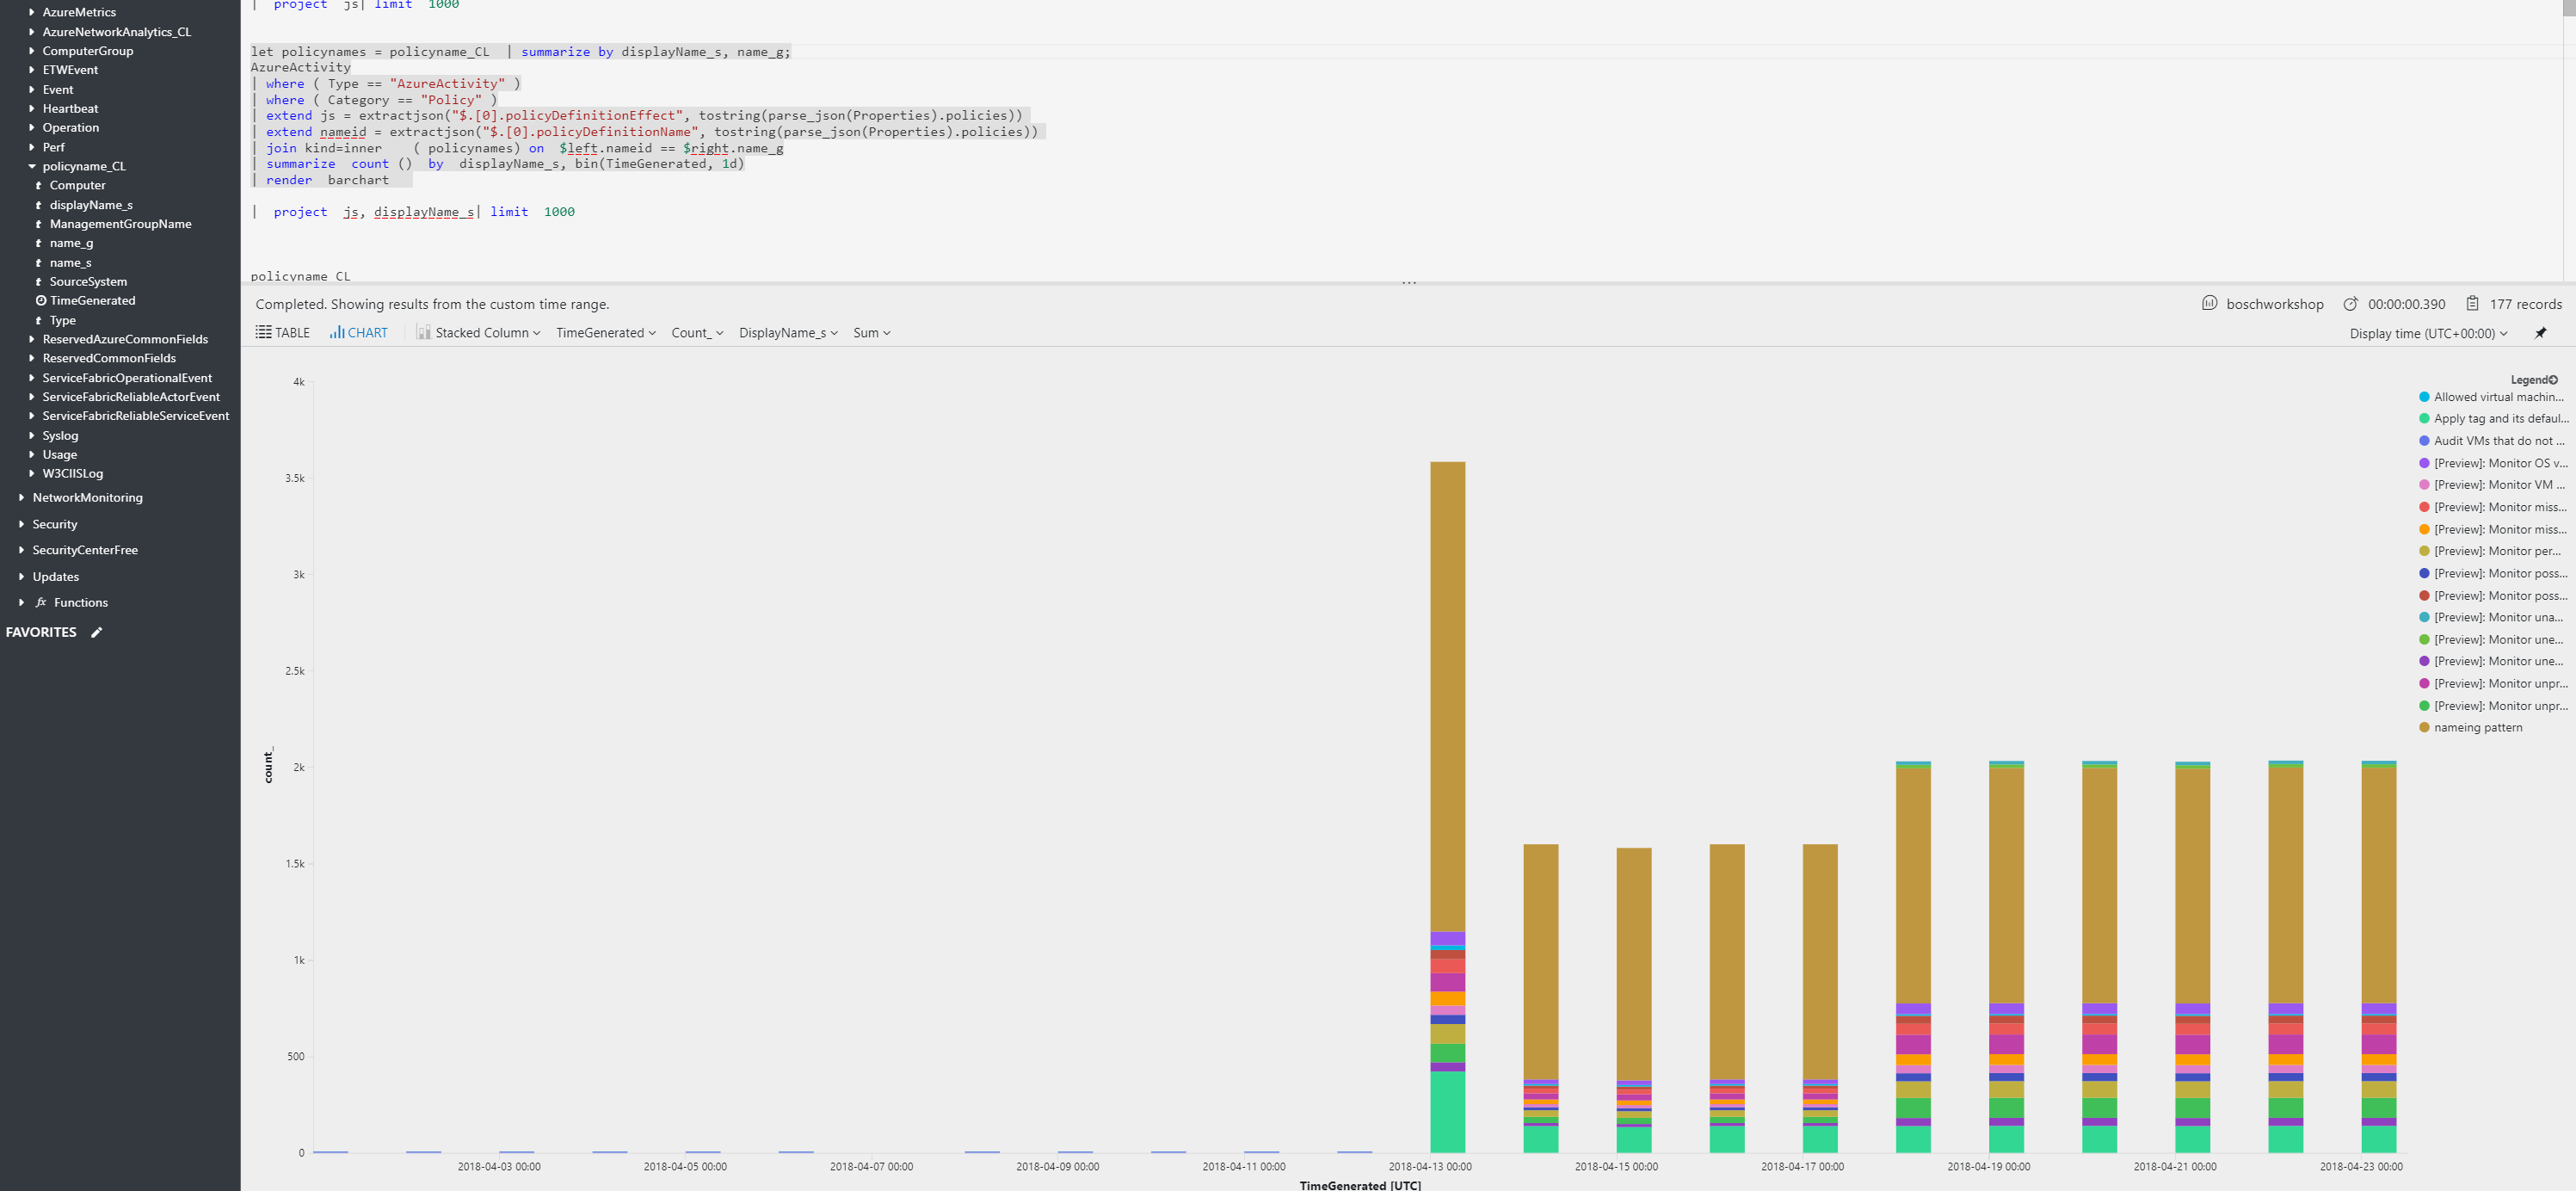 AzureMetrics
AzureNetworkAnalytics_CL
ComputerGroup
ETWEvent
Event
Heartbeat
Operation
Perf
policyname_CL
t Computer
t displayName_s
t ManagementGroupName
t name_g
t name_s
t SourceSystem
TimeGenerated
t Type
ReservedAzureCommonFields
ReservedCommonFields
ServiceFabricOperationalEvent
ServiceFabricReliableActorEvent
ServiceFabricReliableServiceEvent
Syslog
Usage
W3CIISLog
NetworkMonitoring
Security
SecurityCenterFree
Updates
fx Functions
FAVORITES
| project js| limit 1000
let policynames = policyname_CL | summarize by displayName_s, name_g;
AzureActivity
| where ( Type == "AzureActivity" )
| where ( Category == "Policy" )
| extend js = extractjson("$.[0].policyDefinitionEffect", tostring(parse_json(Properties).policies))
| extend nameid = extractjson("$.[0].policyDefinitionName", tostring(parse_json(Properties).policies))
| join kind=inner ( policynames) on $left.nameid == $right.name_g
| summarize count () by displayName_s, bin(TimeGenerated, 1d)
| render barchart
| project js, displayName_s| limit 1000
policyname_CL
Completed. Showing results from the custom time range.
boschworkshop 00:00:00.390 177 records
TABLE CHART Stacked Column TimeGenerated Count_ DisplayName_s Sum
Display time (UTC+00:00)
4k
3.5k
3k
2.5k
2k
1.5k
1k
500
0
count_
2018-04-03 00:00 2018-04-05 00:00 2018-04-07 00:00 2018-04-09 00:00 2018-04-11 00:00 2018-04-13 00:00 2018-04-15 00:00 2018-04-17 00:00 2018-04-19 00:00 2018-04-21 00:00 2018-04-23 00:00
TimeGenerated [UTC]
Legend
Allowed virtual machin...
Apply tag and its defaul...
Audit VMs that do not ...
[Preview]: Monitor OS v...
[Preview]: Monitor VM ...
[Preview]: Monitor miss...
[Preview]: Monitor miss...
[Preview]: Monitor per...
[Preview]: Monitor poss...
[Preview]: Monitor poss...
[Preview]: Monitor una...
[Preview]: Monitor une...
[Preview]: Monitor une...
[Preview]: Monitor unpr...
[Preview]: Monitor unpr...
nameing pattern